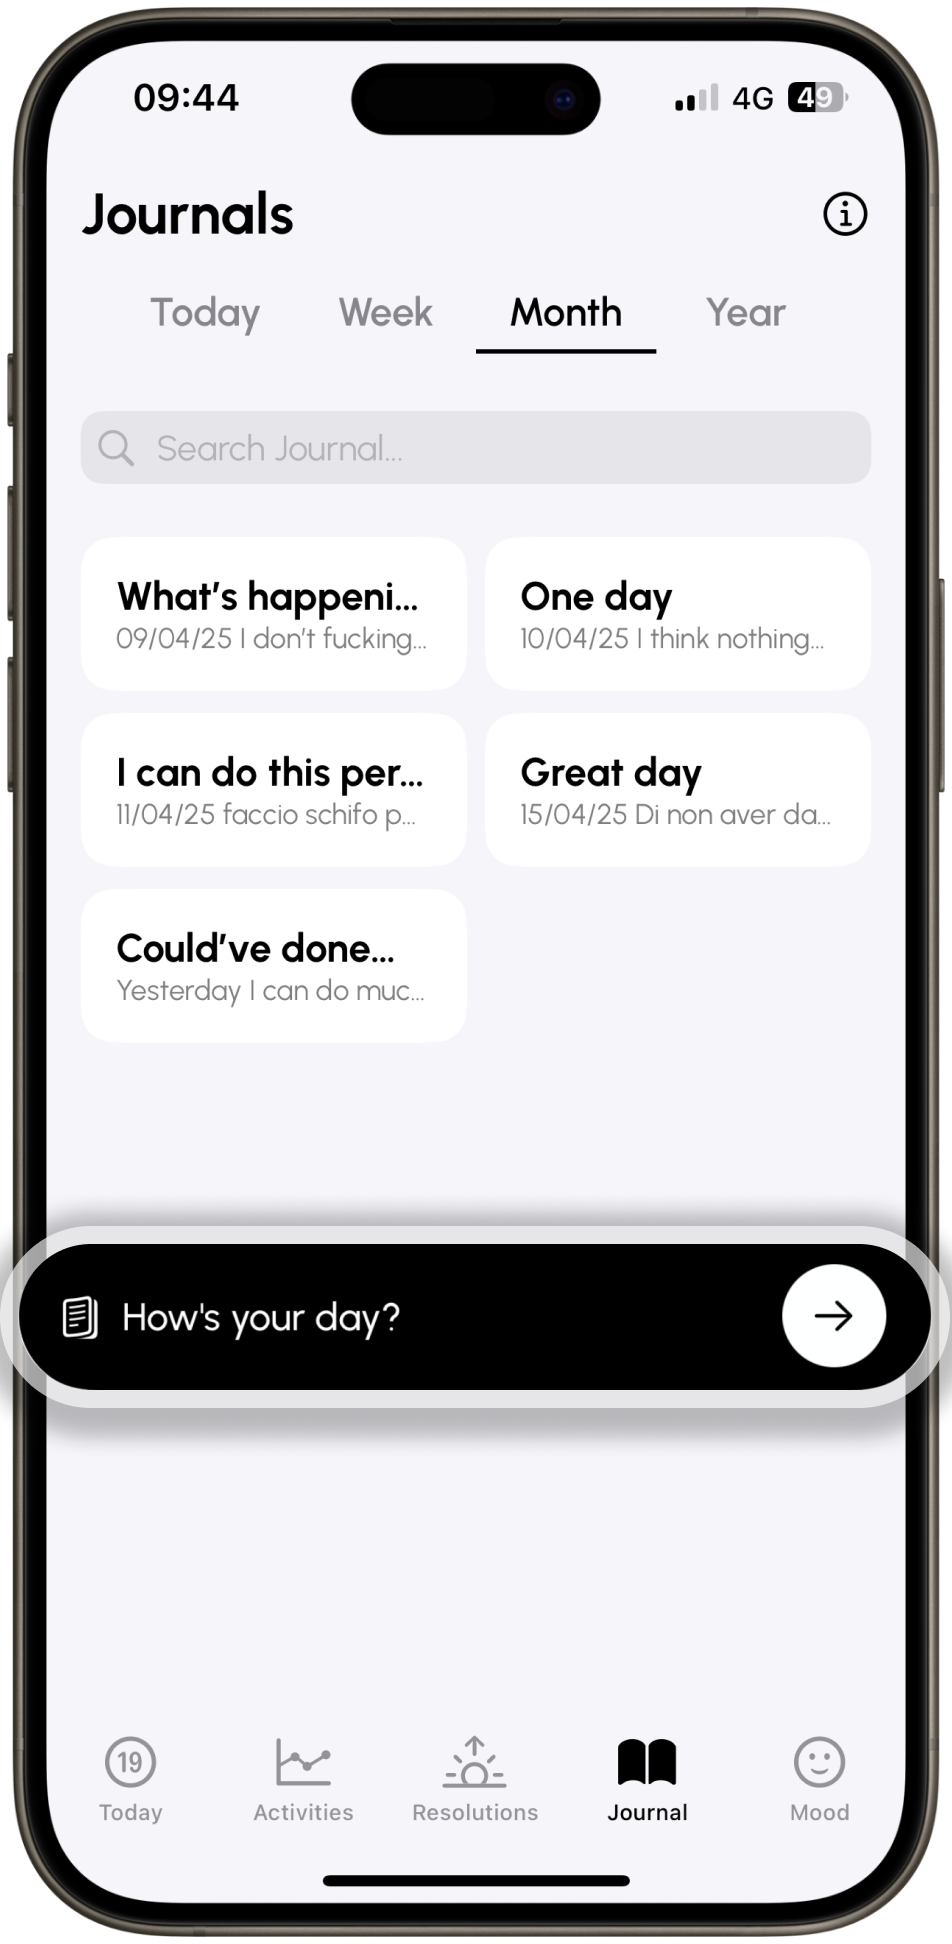 09:44 4G 49
Journals
Today Week Month Year
Search Journal...
What's happeni...
09/04/25 I don't fucking...
One day
10/04/25 I think nothing...
I can do this per...
11/04/25 faccio schifo p...
Great day
15/04/25 Di non aver da...
Could've done...
Yesterday I can do muc...
How's your day?
19
Today Activities Resolutions Journal Mood